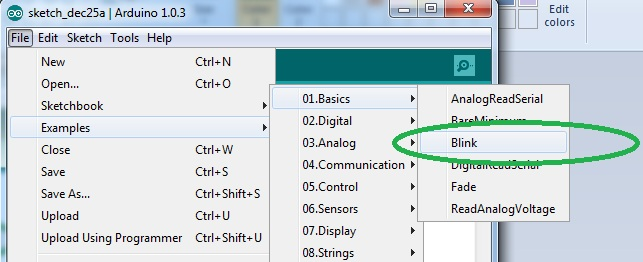 sketch_dec25a | Arduino 1.0.3
File Edit Sketch Tools Help
Edit
colors
New Ctrl+N
Open... Ctrl+O
Sketchbook
Examples
Close Ctrl+W
Save Ctrl+S
Save As... Ctrl+Shift+S
Upload Ctrl+U
Upload Using Programmer Ctrl+Shift+U
01.Basics
02.Digital
03.Analog
04.Communication
05.Control
06.Sensors
07.Display
08.Strings
AnalogReadSerial
BareMinimum
Blink
DigitalReadSerial
Fade
ReadAnalogVoltage